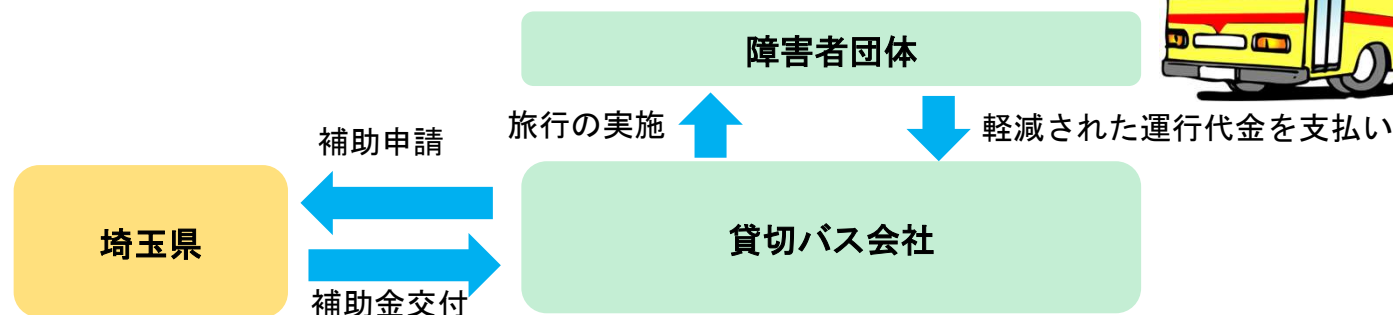 障害者団体
旅行の実施
軽減された運行代金を支払い
補助申請
埼玉県
貸切バス会社
補助金交付